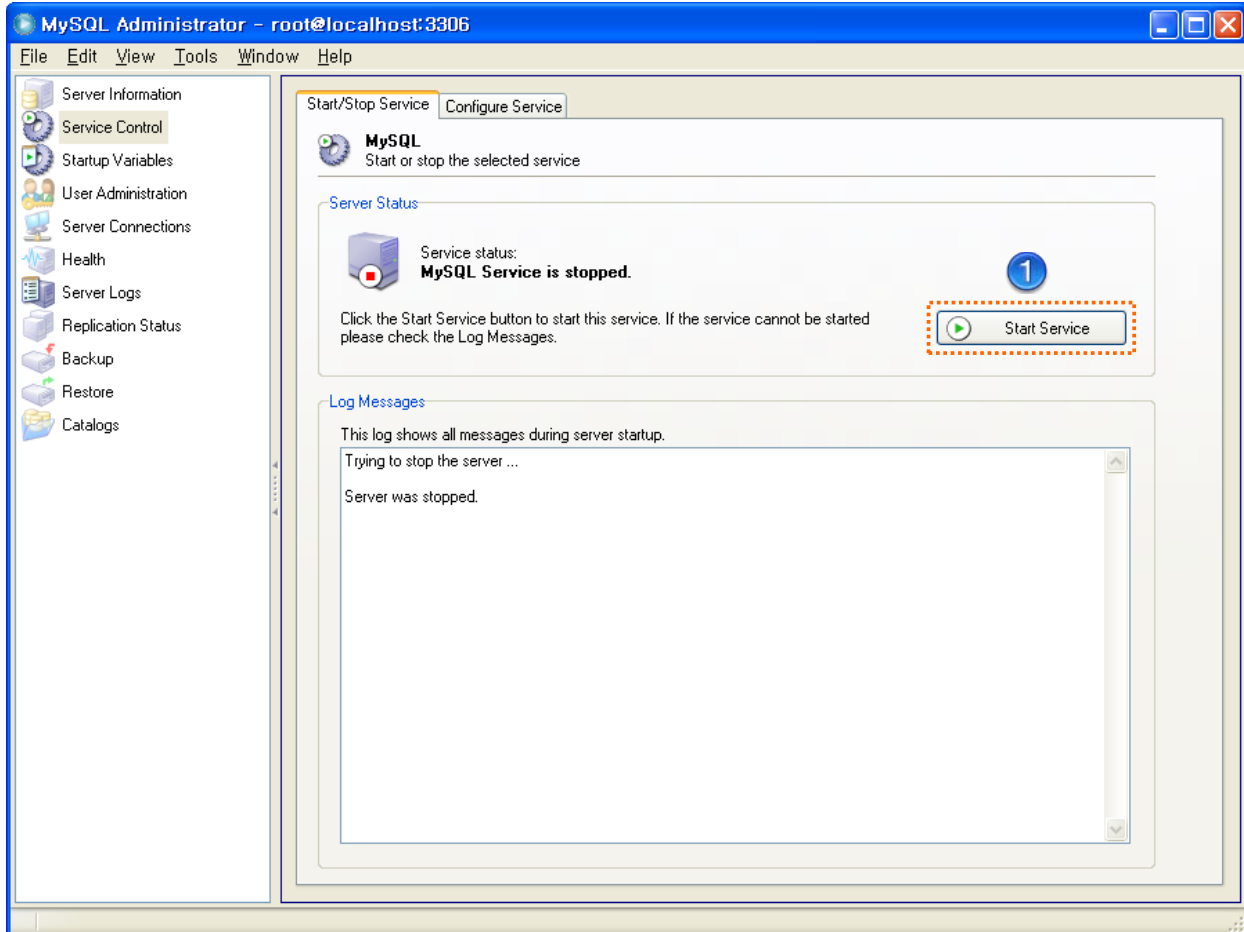 MySQL Administrator - root@localhost:3306
File Edit View Tools Window Help
Server Information
Service Control
Startup Variables
User Administration
Server Connections
Health
Server Logs
Replication Status
Backup
Restore
Catalogs
Start/Stop Service Configure Service
MySQL
Start or stop the selected service
Server Status
Service status:
MySQL Service is stopped.
1
Click the Start Service button to start this service. If the service cannot be started
please check the Log Messages.
Start Service
Log Messages
This log shows all messages during server startup.
Trying to stop the server ...
Server was stopped.